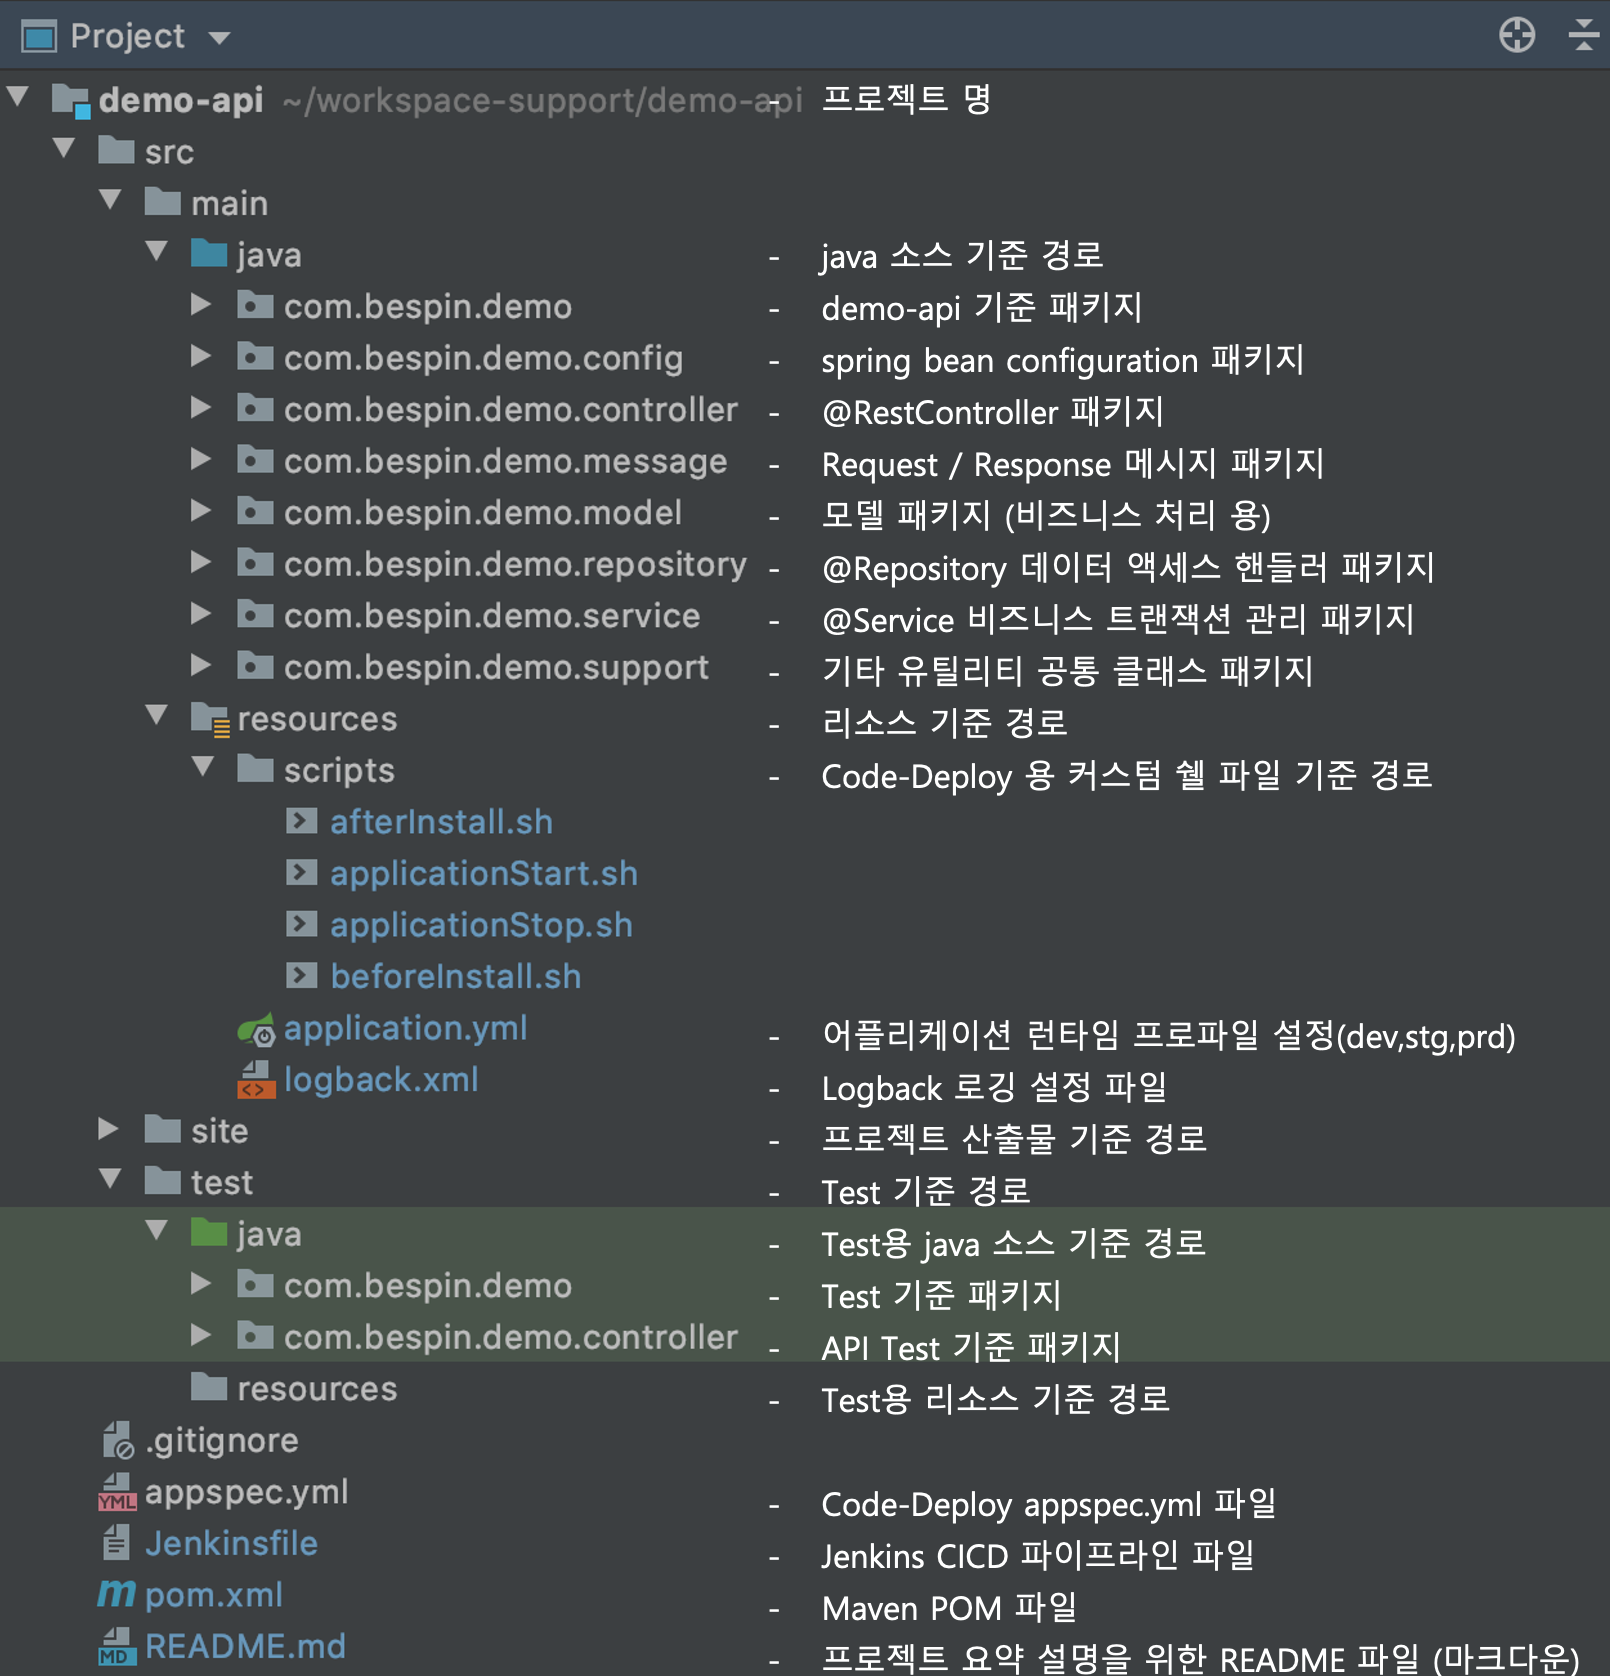 Project
demo-api ~/workspace-support/demo-api - 프로젝트 명
src
main
java - java 소스 기준 경로
com.bespin.demo - demo-api 기준 패키지
com.bespin.demo.config - spring bean configuration 패키지
com.bespin.demo.controller - @RestController 패키지
com.bespin.demo.message - Request / Response 메시지 패키지
com.bespin.demo.model - 모델 패키지 (비즈니스 처리 용)
com.bespin.demo.repository - @Repository 데이터 액세스 핸들러 패키지
com.bespin.demo.service - @Service 비즈니스 트랜잭션 관리 패키지
com.bespin.demo.support - 기타 유틸리티 공통 클래스 패키지
resources - 리소스 기준 경로
scripts - Code-Deploy 용 커스텀 쉘 파일 기준 경로
afterInstall.sh
applicationStart.sh
applicationStop.sh
beforeInstall.sh
application.yml - 어플리케이션 런타임 프로파일 설정(dev,stg,prd)
logback.xml - Logback 로깅 설정 파일
site - 프로젝트 산출물 기준 경로
test - Test 기준 경로
java - Test용 java 소스 기준 경로
com.bespin.demo - Test 기준 패키지
com.bespin.demo.controller - API Test 기준 패키지
resources - Test용 리소스 기준 경로
.gitignore
YML appspec.yml - Code-Deploy appspec.yml 파일
Jenkinsfile - Jenkins CICD 파이프라인 파일
m pom.xml - Maven POM 파일
MD README.md - 프로젝트 요약 설명을 위한 README 파일 (마크다운)